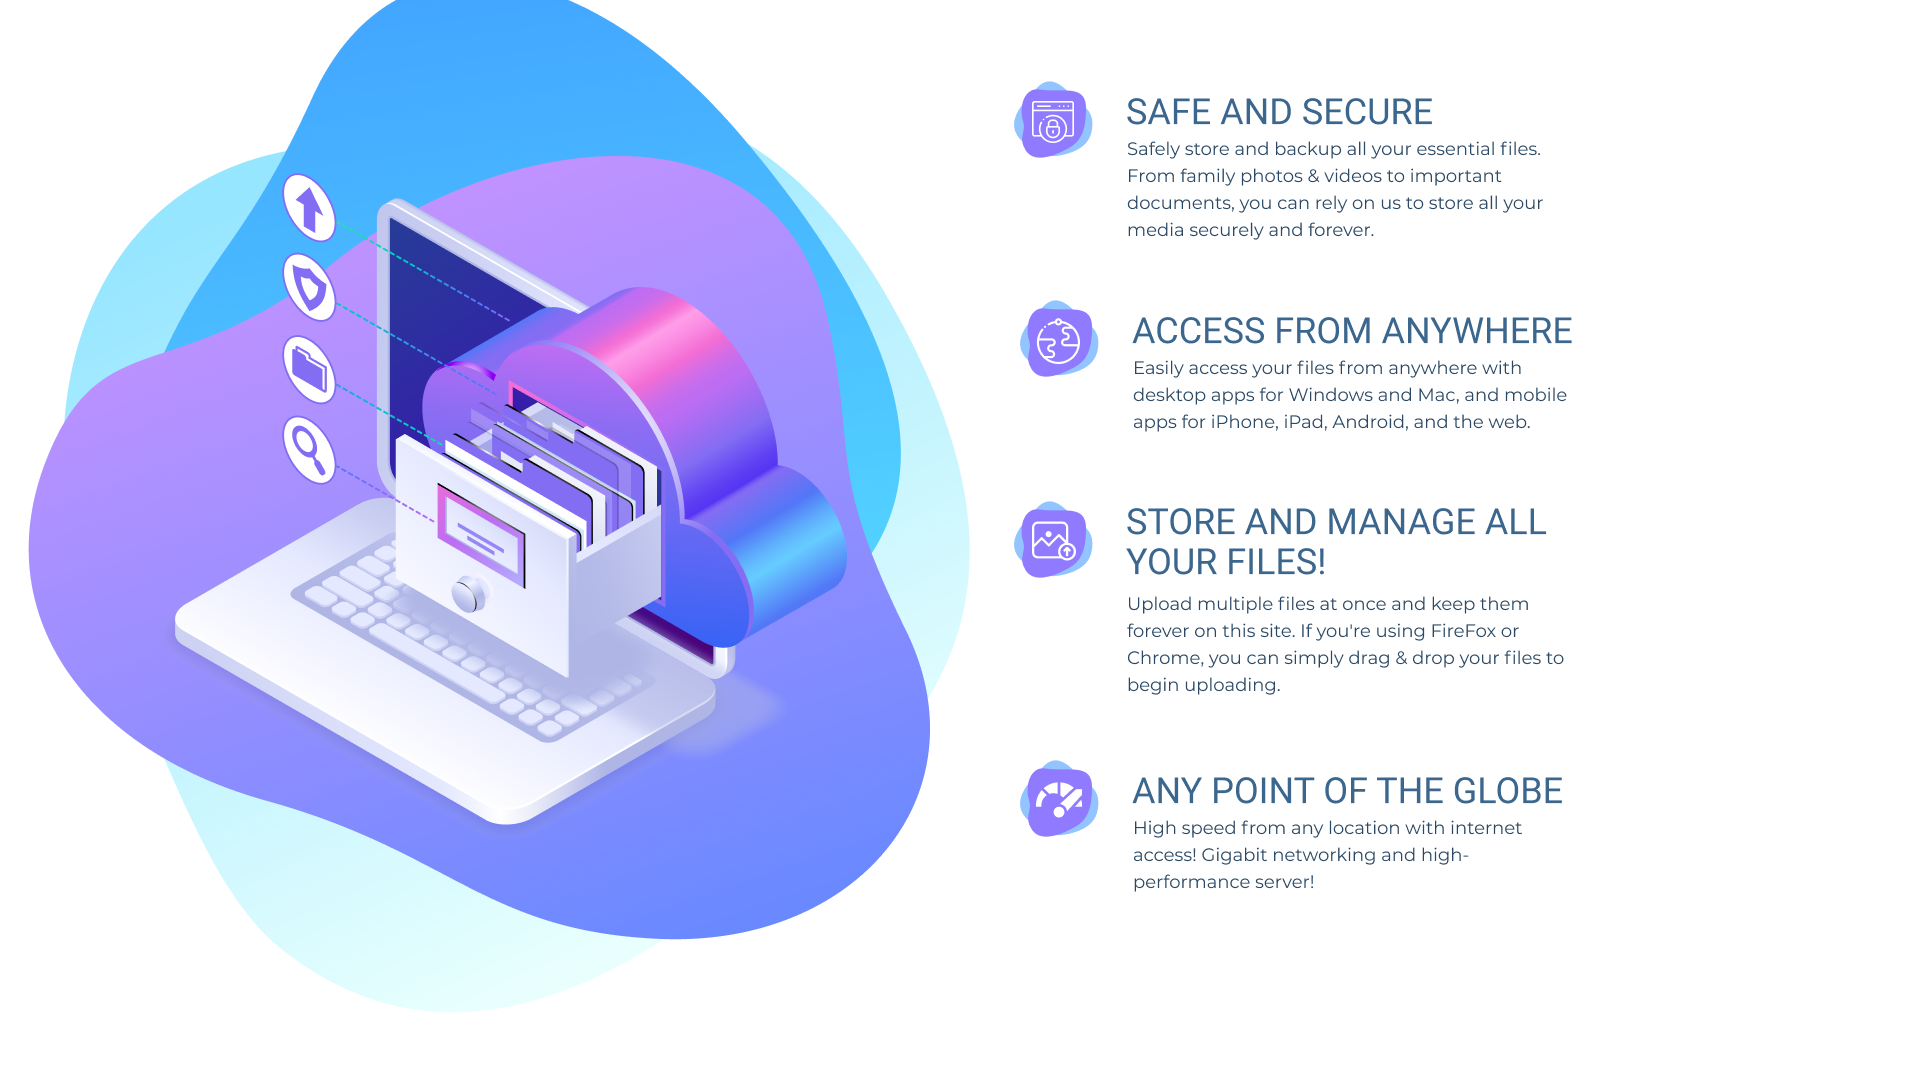 SAFE AND SECURE
Safely store and backup all your essential files.
From family photos & videos to important
documents, you can rely on us to store all your
media securely and forever.
ACCESS FROM ANYWHERE
Easily access your files from anywhere with
desktop apps for Windows and Mac, and mobile
apps for iPhone, iPad, Android, and the web.
STORE AND MANAGE ALL
YOUR FILES!
Upload multiple files at once and keep them
forever on this site. If you're using FireFox or
Chrome, you can simply drag & drop your files to
begin uploading.
ANY POINT OF THE GLOBE
High speed from any location with internet
access! Gigabit networking and high-
performance server!